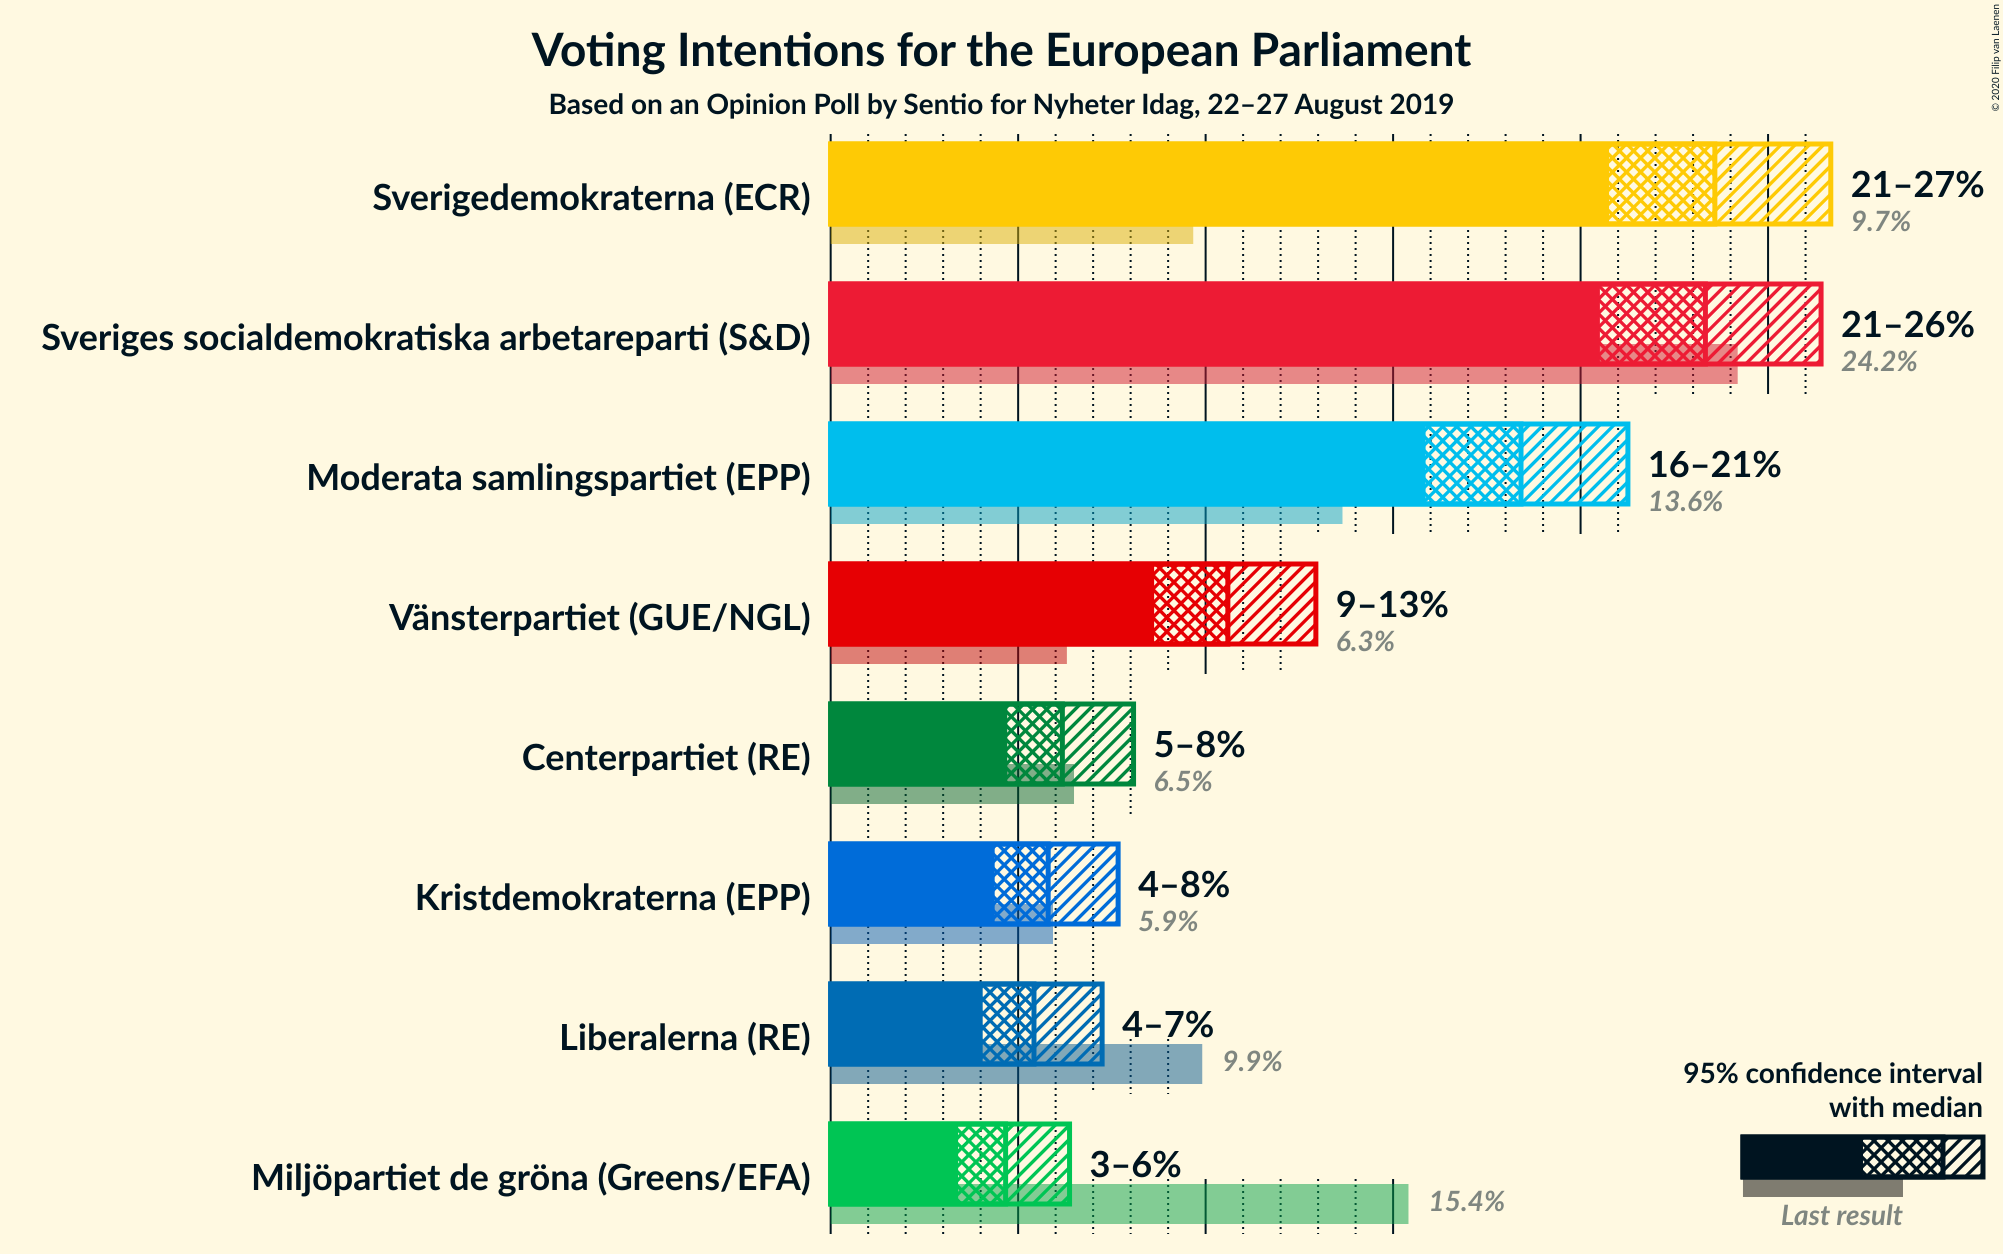 Voting Intentions for the European Parliament
Based on an Opinion Poll by Sentio for Nyheter Idag, 22–27 August 2019
© 2020 Filip van Laenen
Sverigedemokraterna (ECR)
21–27%
9.7%
Sveriges socialdemokratiska arbetareparti (S&D)
21–26%
24.2%
Moderata samlingspartiet (EPP)
16–21%
13.6%
Vänsterpartiet (GUE/NGL)
9–13%
6.3%
Centerpartiet (RE)
5–8%
6.5%
Kristdemokraterna (EPP)
4–8%
5.9%
Liberalerna (RE)
4–7%
9.9%
Miljöpartiet de gröna (Greens/EFA)
3–6%
15.4%
95% confidence interval
with median
Last result